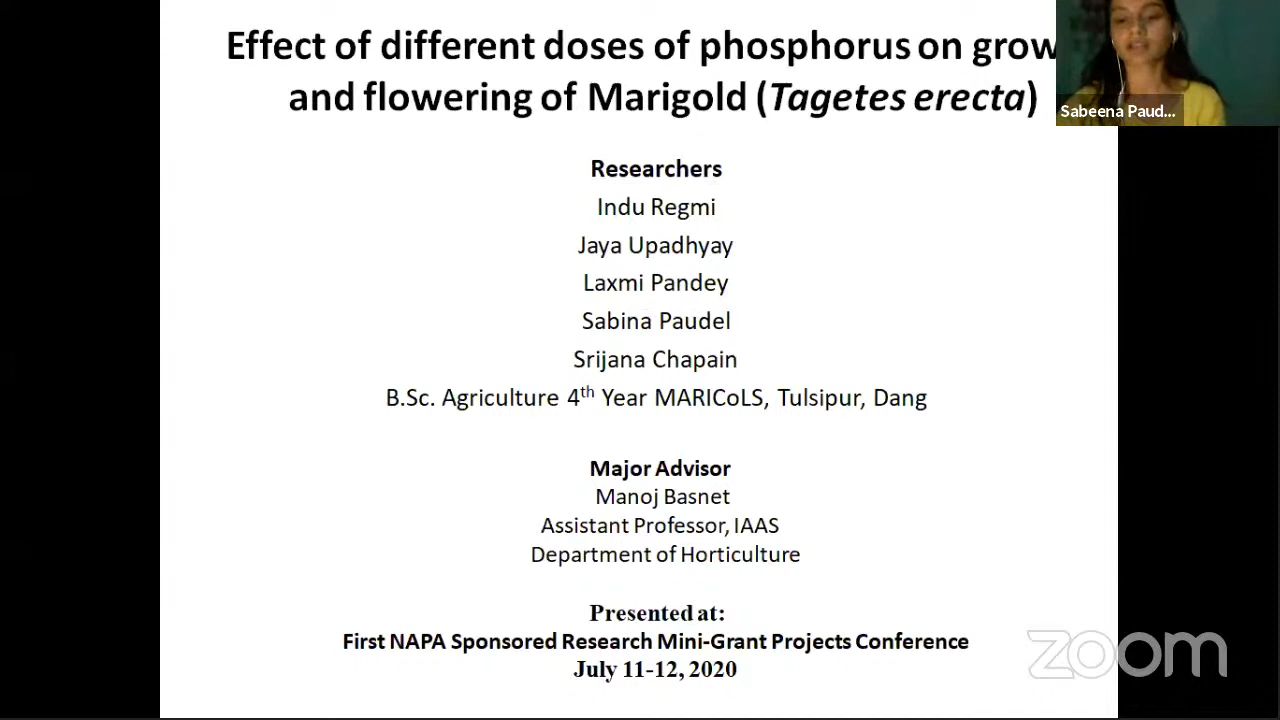 Effect of different doses of phosphorus on grow
and flowering of Marigold (Tagetes erecta)
Sabeena Paud...
Researchers
Indu Regmi
Jaya Upadhyay
Laxmi Pandey
Sabina Paudel
Srijana Chapain
B.Sc. Agriculture 4th Year MARICoLS, Tulsipur, Dang
Major Advisor
Manoj Basnet
Assistant Professor, IAAS
Department of Horticulture
Presented at:
First NAPA Sponsored Research Mini-Grant Projects Conference
July 11-12, 2020
zoom